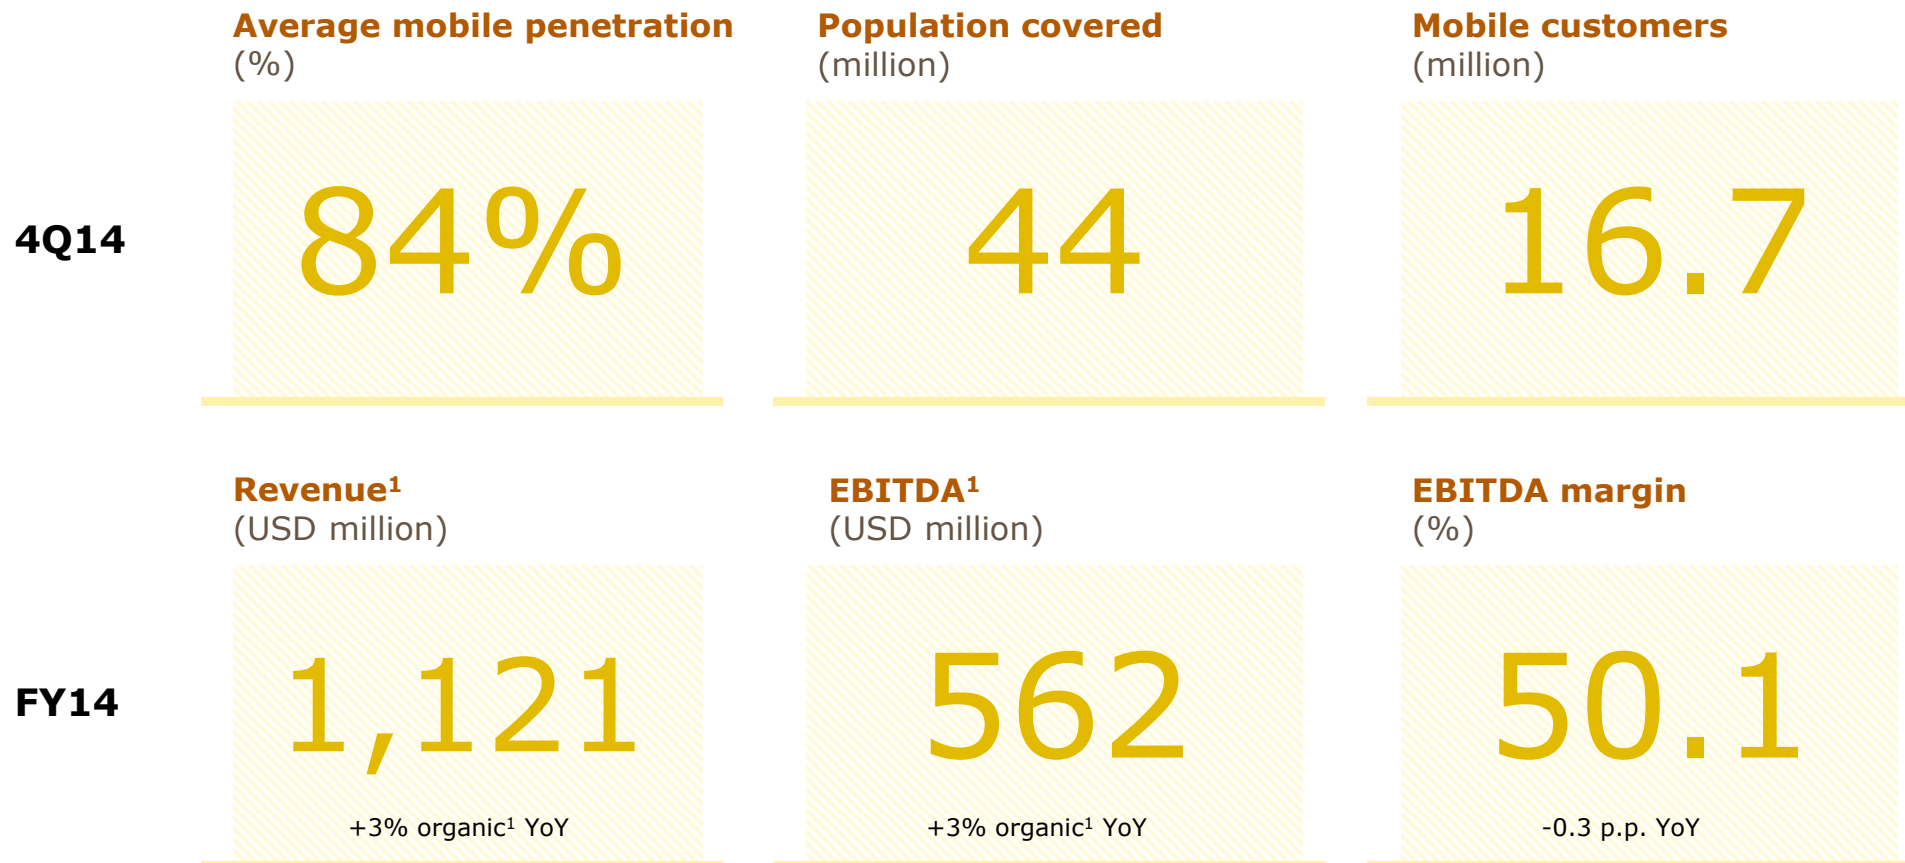 Average mobile penetration
(%)
Population covered
(million)
Mobile customers
(million)
4Q14
84%
44
16.7
Revenue¹
(USD million)
EBITDA¹
(USD million)
EBITDA margin
(%)
FY14
1,121
562
50.1
+3% organic¹ YoY
+3% organic¹ YoY
-0.3 p.p. YoY